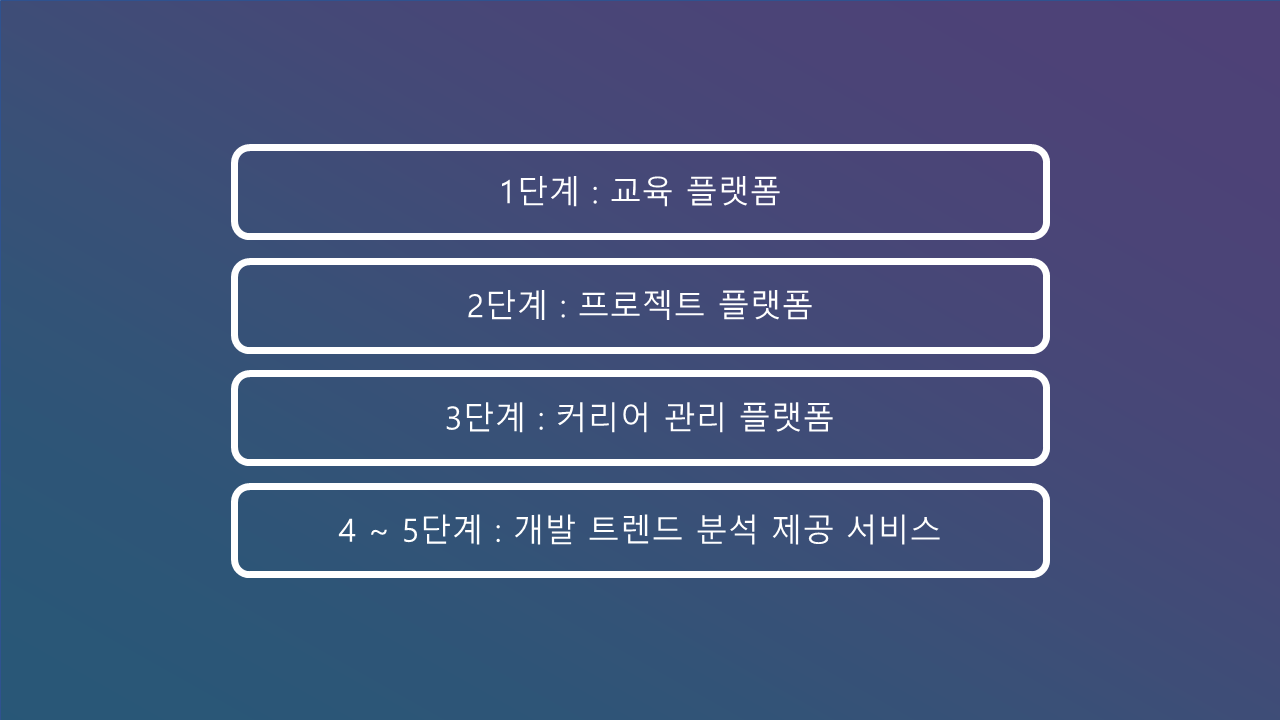 1단계 : 교육 플랫폼
2단계 : 프로젝트 플랫폼
3단계 : 커리어 관리 플랫폼
4 ~ 5단계 : 개발 트렌드 분석 제공 서비스